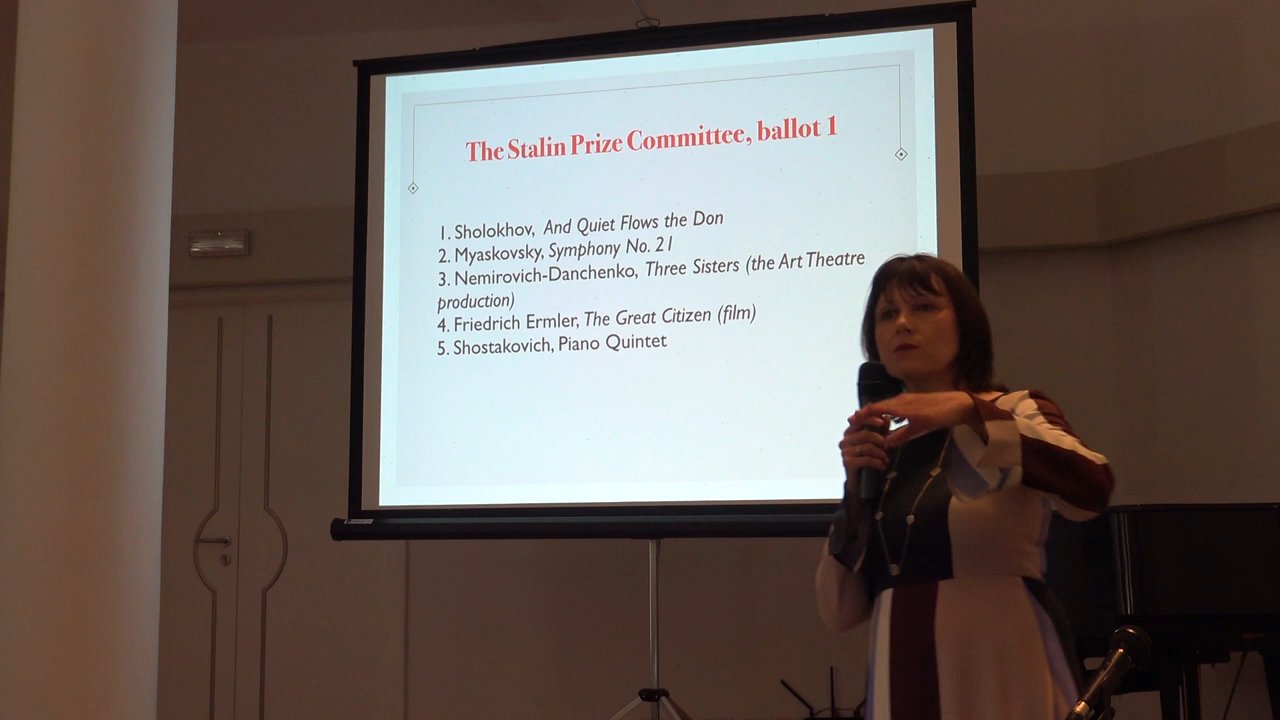 The Stalin Prize Committee, ballot 1
1. Sholokhov, And Quiet Flows the Don
2. Myaskovsky, Symphony No. 21
3. Nemirovich-Danchenko, Three Sisters (the Art Theatre
production)
4. Friedrich Ermler, The Great Citizen (film)
5. Shostakovich, Piano Quintet